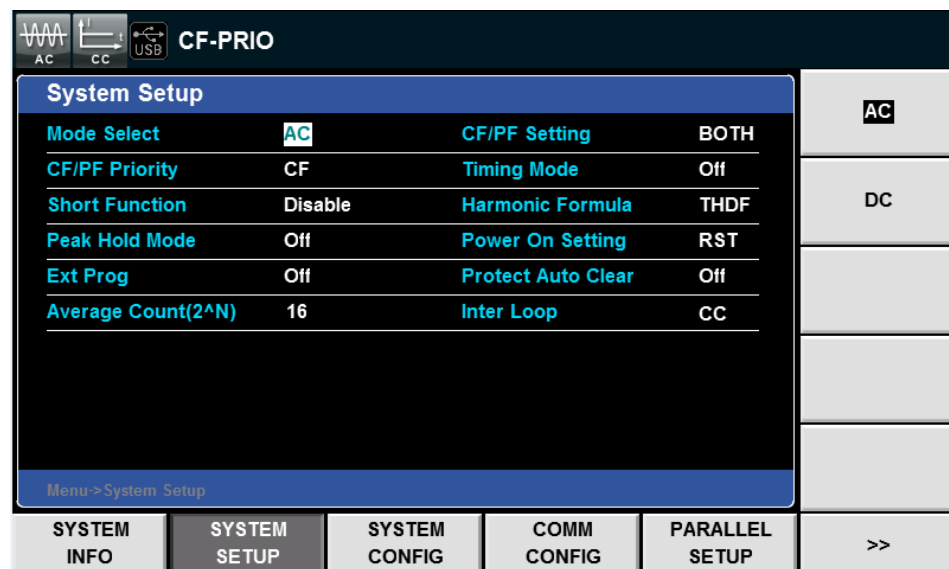 AC CC USB CF-PRIO
System Setup
Mode Select AC CF/PF Setting BOTH
CF/PF Priority CF Timing Mode Off
Short Function Disable Harmonic Formula THDF
Peak Hold Mode Off Power On Setting RST
Ext Prog Off Protect Auto Clear Off
Average Count(2^N) 16 Inter Loop CC
Menu->System Setup
AC
DC
SYSTEM INFO
SYSTEM SETUP
SYSTEM CONFIG
COMM CONFIG
PARALLEL SETUP
>>